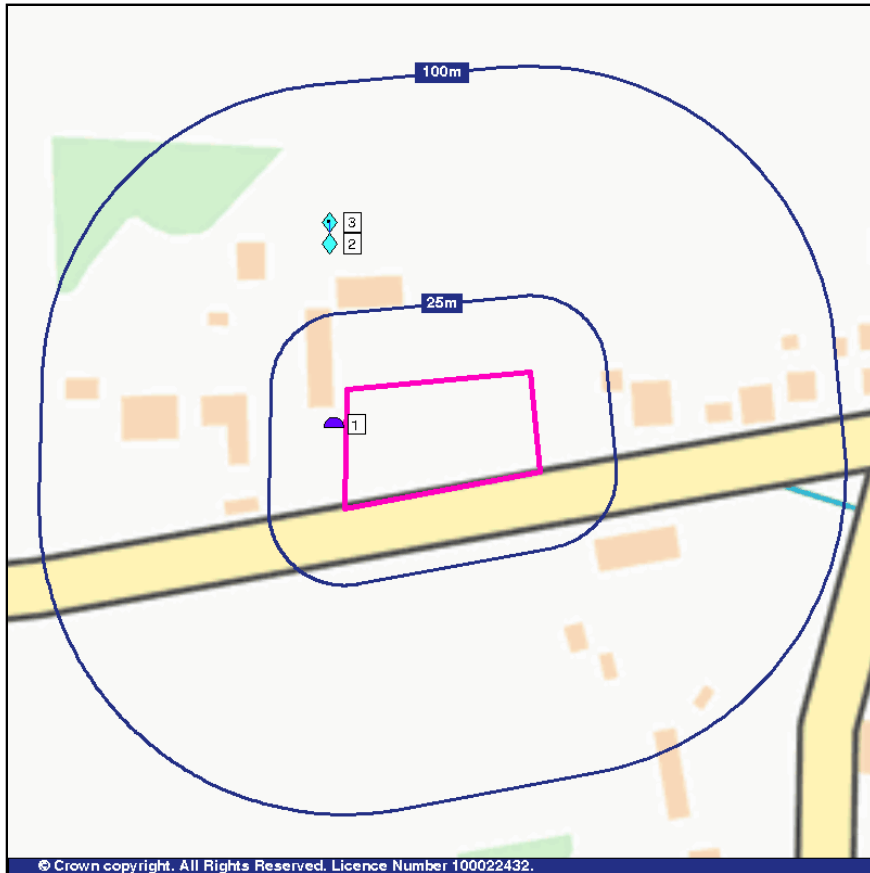 100m
3
2
25m
1
© Crown copyright. All Rights Reserved. Licence Number 100022432.